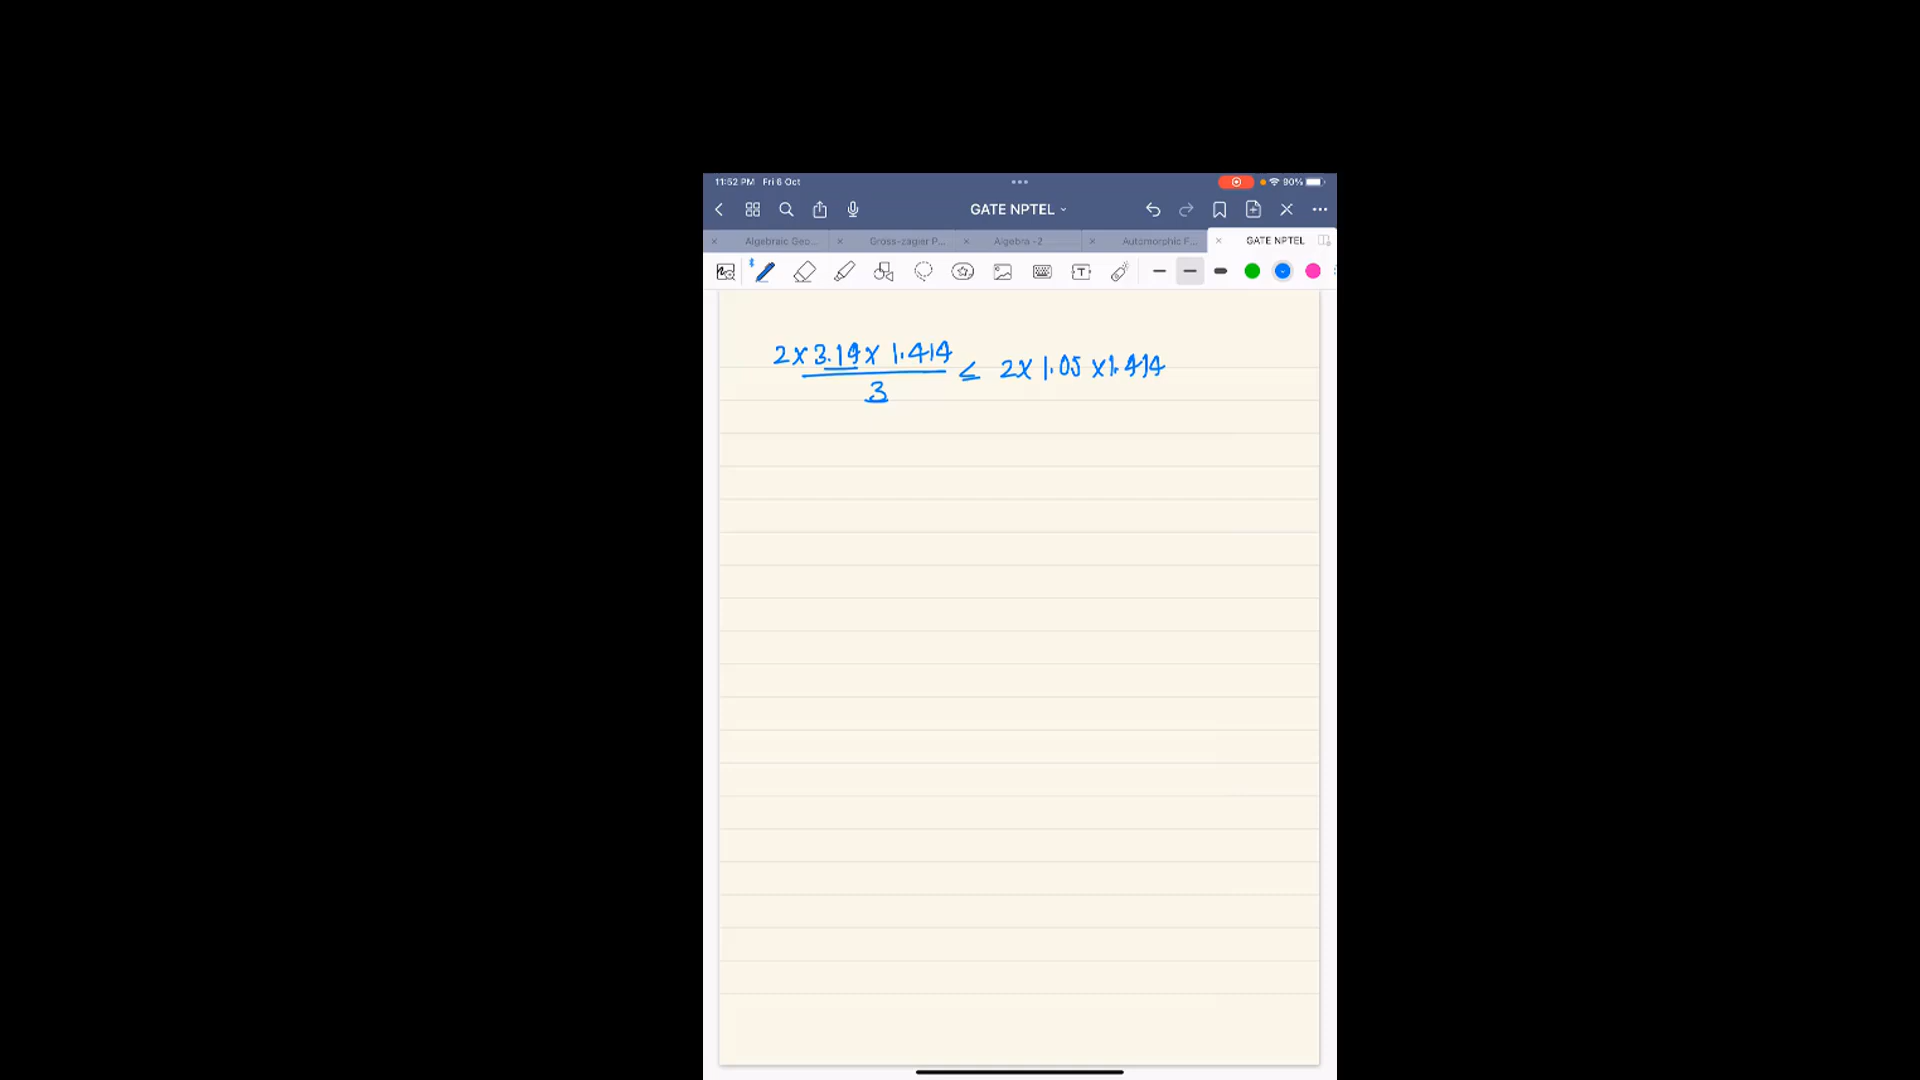 11:52 PM Fri 6 Oct
90%
GATE NPTEL
Algebraic Geo... Gross-zagier P... Algebra -2 Automorphic F... GATE NPTEL
2 x 3.14 x 1.414 / 3 ≤ 2 x 1.05 x 1.414